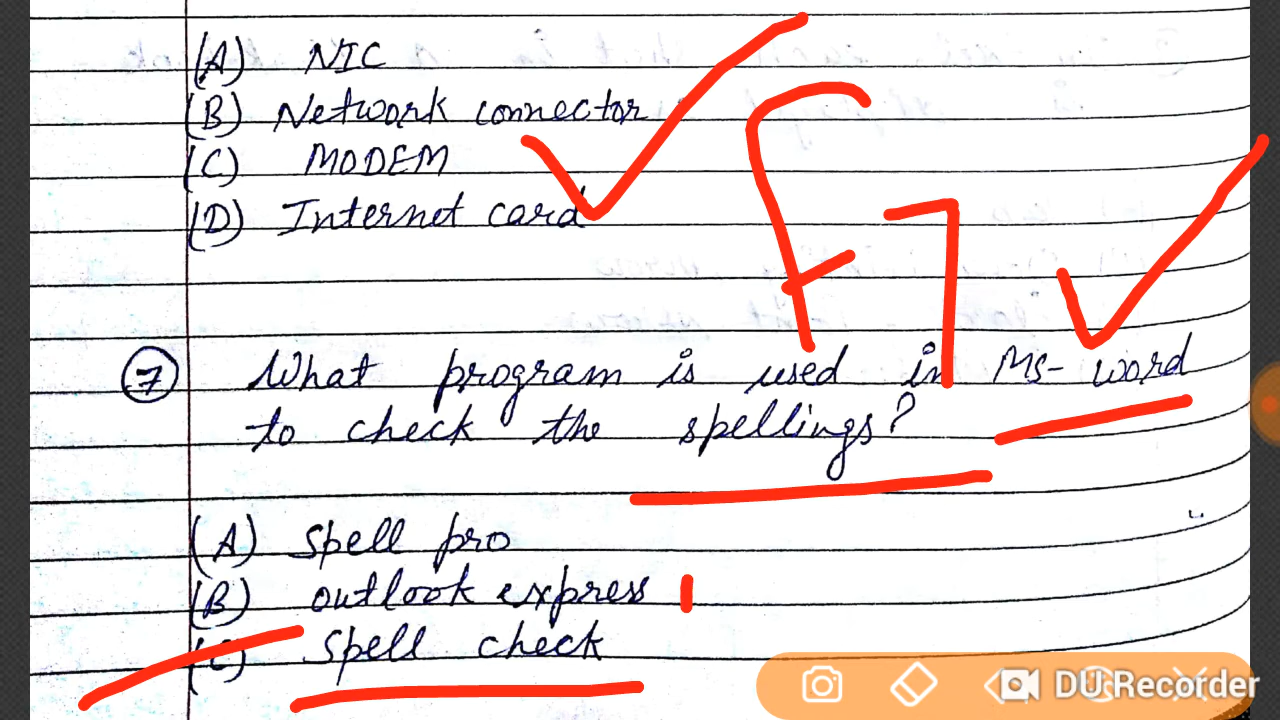 (A) NIC
(B) Network connector
(C) MODEM
(D) Internet card
F7
7 What program is used in MS-word
to check the spellings?
(A) Spell pro
(B) outlook express
(C) Spell check
DU Recorder